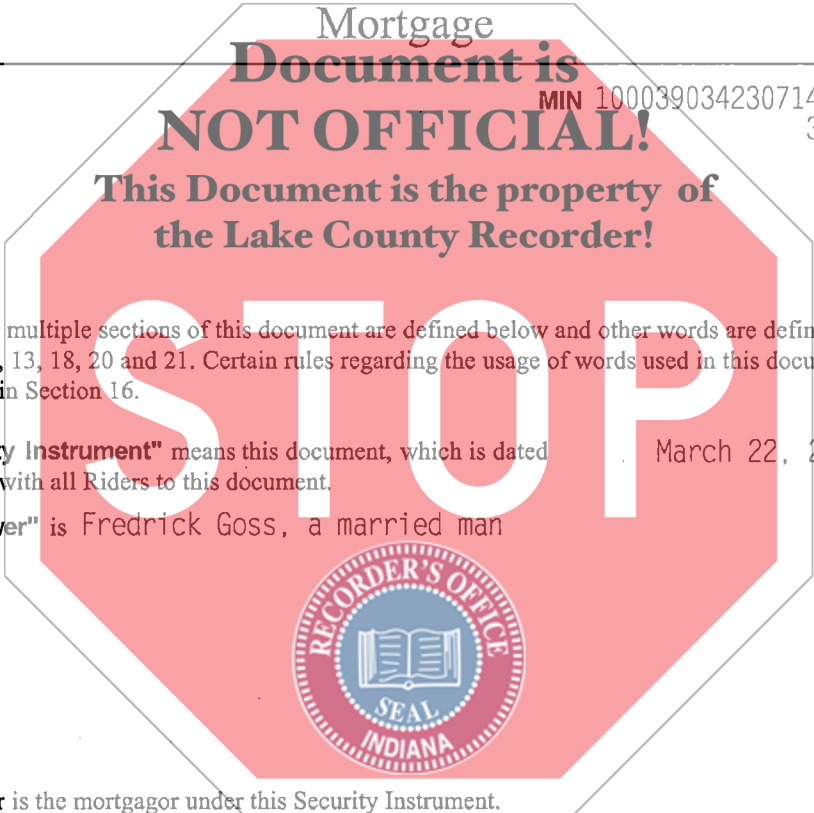 Mortgage
Document is
MIN 100039034230714
NOT OFFICIAL!
3
This Document is the property of
the Lake County Recorder!
STOP
multiple sections of this document are defined below and other words are defin
, 13, 18, 20 and 21. Certain rules regarding the usage of words used in this docu
in Section 16.
y Instrument" means this document, which is dated March 22, 2
with all Riders to this document.
er" is Fredrick Goss, a married man
RECORDER'S OFFICE
SEAL
INDIANA
r is the mortgagor under this Security Instrument.